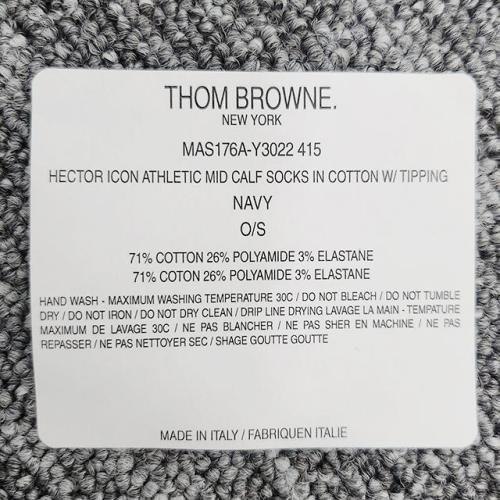 THOM BROWNE.
NEW YORK
MAS176A-Y3022 415
HECTOR ICON ATHLETIC MID CALF SOCKS IN COTTON W/ TIPPING
NAVY
O/S
71% COTTON 26% POLYAMIDE 3% ELASTANE
71% COTON 26% POLYAMIDE 3% ELASTANE
HAND WASH - MAXIMUM WASHING TEMPERATURE 30C / DO NOT BLEACH / DO NOT TUMBLE
DRY / DO NOT IRON / DO NOT DRY CLEAN / DRIP LINE DRYING LAVAGE LA MAIN - TEMPATURE
MAXIMUM DE LAVAGE 30C / NE PAS BLANCHER / NE PAS SHER EN MACHINE / NE PAS
REPASSER / NE PAS NETTOYER SEC / SHAGE GOUTTE GOUTTE
MADE IN ITALY / FABRIQUEN ITALIE